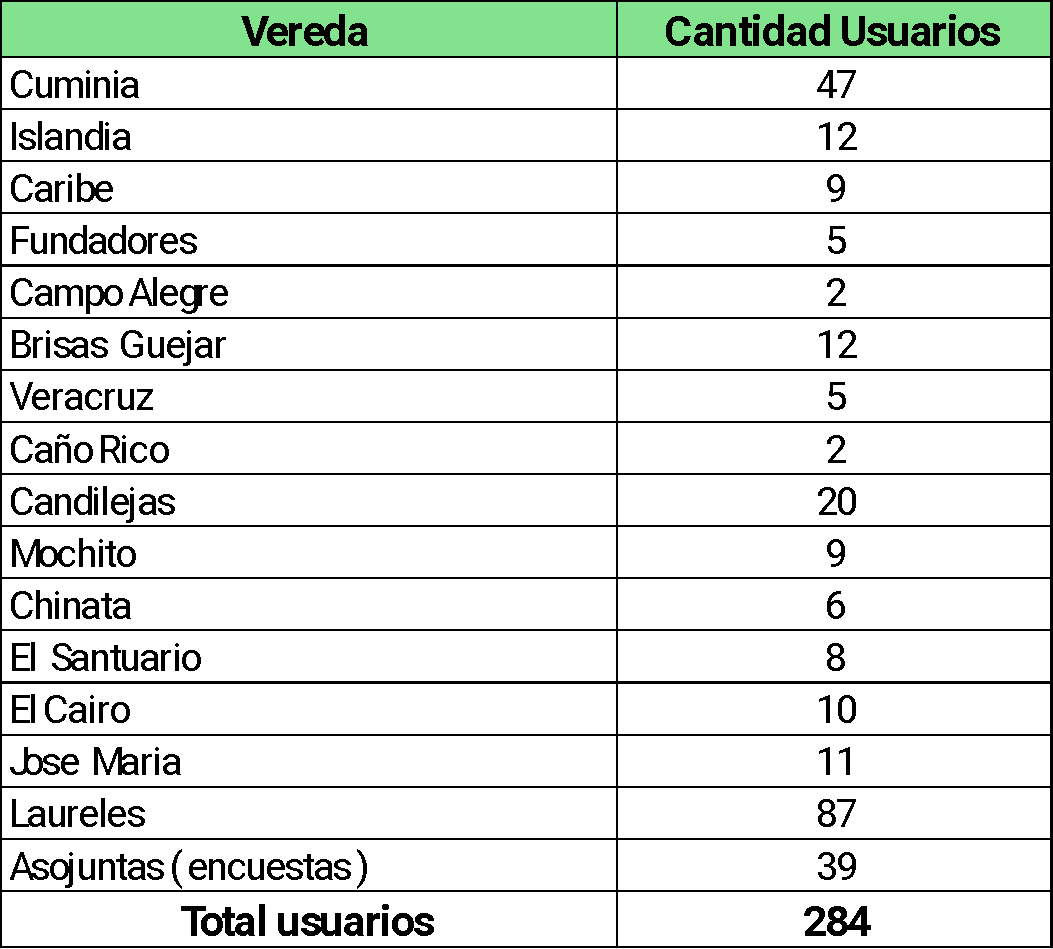 Vereda Cantidad Usuarios
Cuminia 47
Islandia 12
Caribe 9
Fundadores 5
Campo Alegre 2
Brisas Guejar 12
Veracruz 5
Caño Rico 2
Candilejas 20
Mochito 9
Chinata 6
El Santuario 8
El Cairo 10
Jose Maria 11
Laureles 87
Asojuntas ( encuestas ) 39
Total usuarios 284